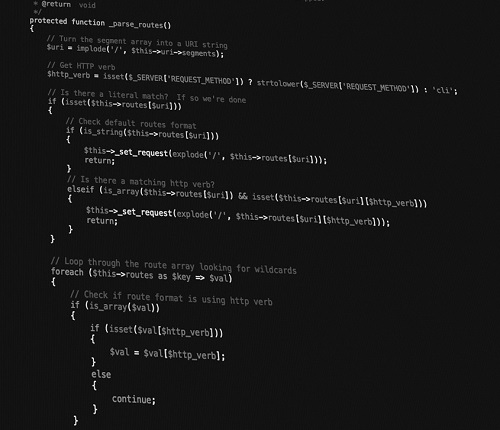 * @return  void
*/
protected function _parse_routes()
{
// Turn the segment array into a URI string
$uri = implode('/', $this->uri->segments);
// Get HTTP verb
$http_verb = isset($_SERVER['REQUEST_METHOD']) ? strtolower($_SERVER['REQUEST_METHOD']) : 'cli';
// Is there a literal match?  If so we're done
if (isset($this->routes[$uri]))
{
// Check default routes format
if (is_string($this->routes[$uri]))
{
$this->_set_request(explode('/', $this->routes[$uri]));
return;
}
// Is there a matching http verb?
elseif (is_array($this->routes[$uri]) && isset($this->routes[$uri][$http_verb]))
{
$this->_set_request(explode('/', $this->routes[$uri][$http_verb]));
return;
}
}
// Loop through the route array looking for wildcards
foreach ($this->routes as $key => $val)
{
// Check if route format is using http verb
if (is_array($val))
{
if (isset($val[$http_verb]))
{
$val = $val[$http_verb];
}
else
{
continue;
}
}